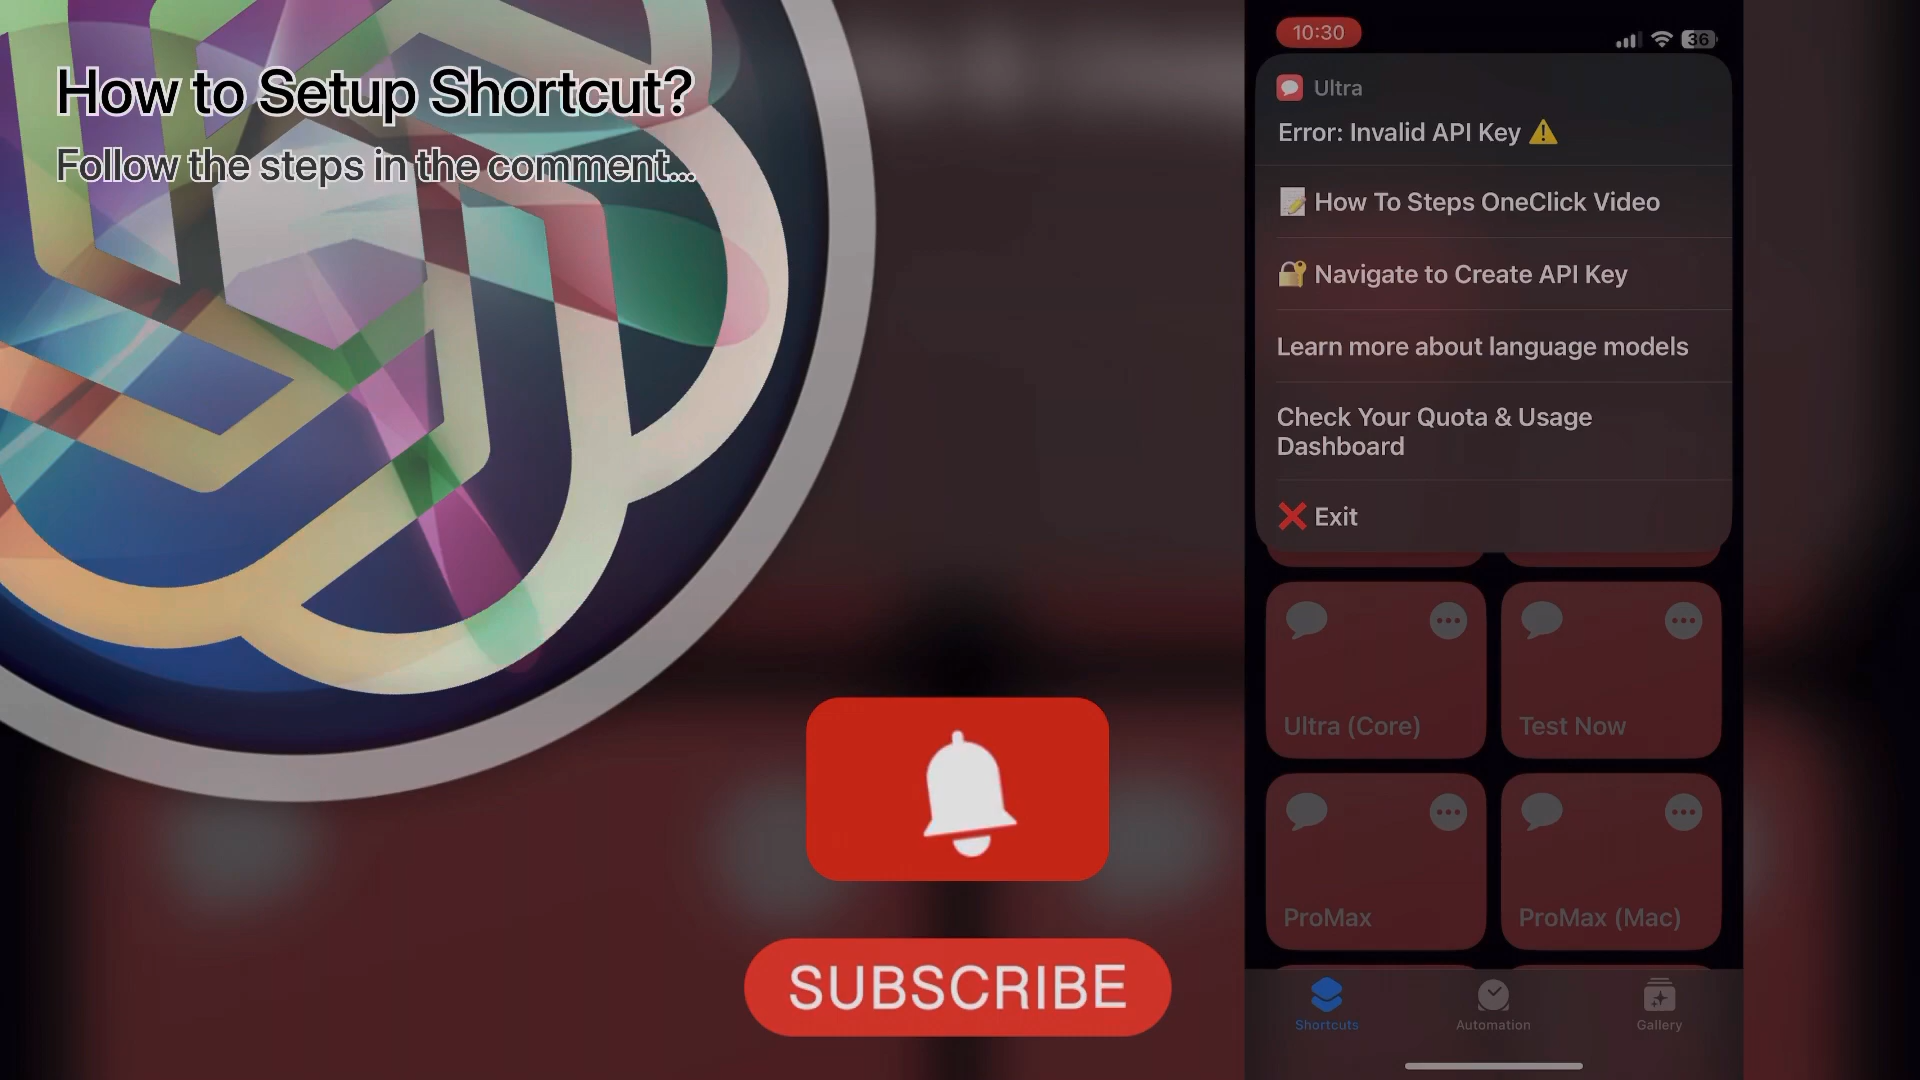 How to Setup Shortcut?
Follow the steps in the comment...
SUBSCRIBE
10:30
36
Ultra
Error: Invalid API Key ⚠️
📝 How To Steps OneClick Video
🔐 Navigate to Create API Key
Learn more about language models
Check Your Quota & Usage
Dashboard
❌ Exit
Ultra (Core)
Test Now
ProMax
ProMax (Mac)
Shortcuts
Automation
Gallery